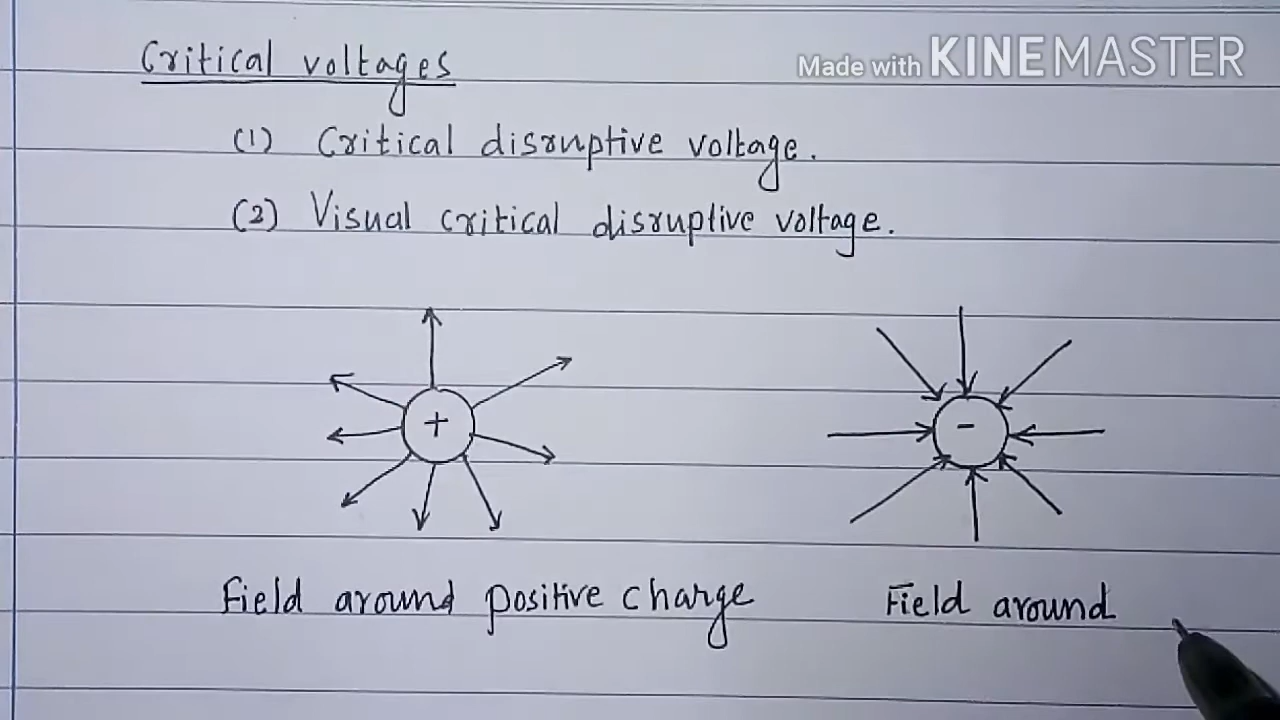 Critical voltages
Made with KINEMASTER
(1) Critical disruptive voltage.
(2) Visual critical disruptive voltage.
+
-
Field around positive charge
Field around